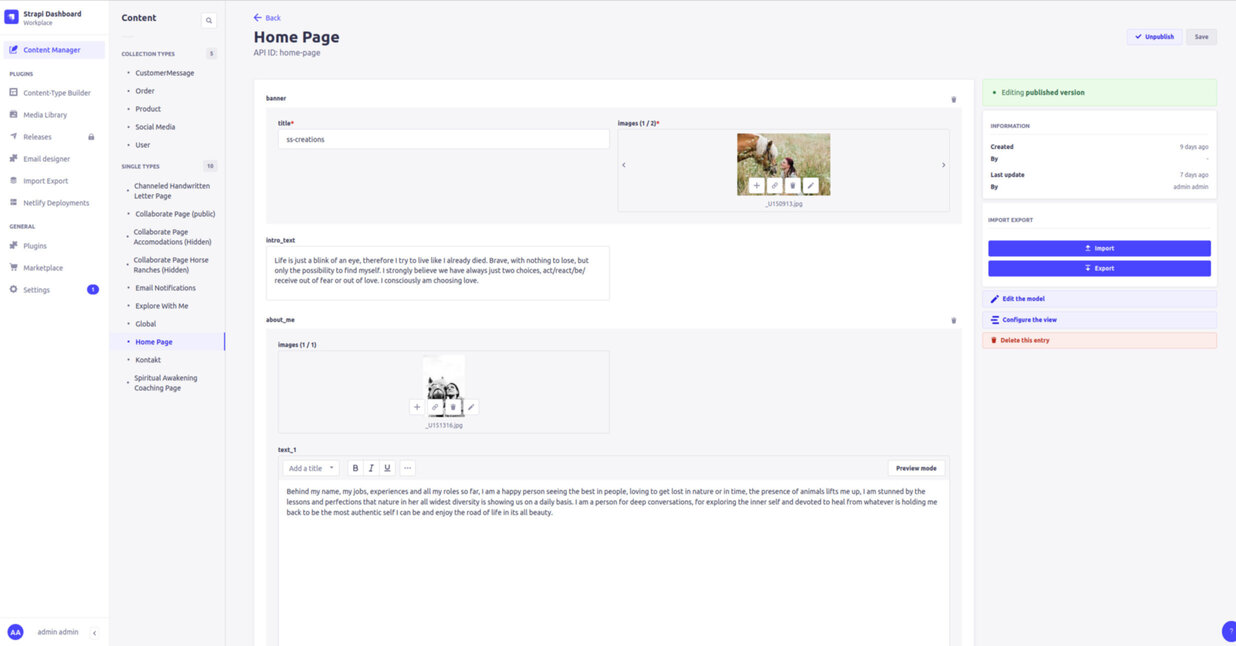 Strapi Dashboard
Workplace
Content Manager
PLUGINS
Content-Type Builder
Media Library
Releases
Email designer
Import Export
Netlify Deployments
GENERAL
Plugins
Marketplace
Settings
1
AA
admin admin
Content
COLLECTION TYPES
5
CustomerMessage
Order
Product
Social Media
User
SINGLE TYPES
10
Channeled Handwritten
Letter Page
Collaborate Page (public)
Collaborate Page
Accomodations (Hidden)
Collaborate Page Horse
Ranches (Hidden)
Email Notifications
Explore With Me
Global
Home Page
Kontakt
Spiritual Awakening
Coaching Page
Back
Home Page
API ID: home-page
Unpublish
Save
banner
title*
ss-creations
images (1 / 2)*
_U150913.jpg
intro_text
Life is just a blink of an eye, therefore I try to live like I already died. Brave, with nothing to lose, but
only the possibility to find myself. I strongly believe we have always just two choices, act/react/be/
receive out of fear or out of love. I consciously am choosing love.
about_me
images (1 / 1)
_U151316.jpg
text_1
Add a title
B
I
U
...
Preview mode
Behind my name, my jobs, experiences and all my roles so far, I am a happy person seeing the best in people, loving to get lost in nature or in time, the presence of animals lifts me up, I am stunned by the
lessons and perfections that nature in her all widest diversity is showing us on a daily basis. I am a person for deep conversations, for exploring the inner self and devoted to heal from whatever is holding me
back to be the most authentic self I can be and enjoy the road of life in its all beauty.
Editing published version
INFORMATION
Created
9 days ago
By
-
Last update
7 days ago
By
admin admin
IMPORT EXPORT
Import
Export
Edit the model
Configure the view
Delete this entry
?